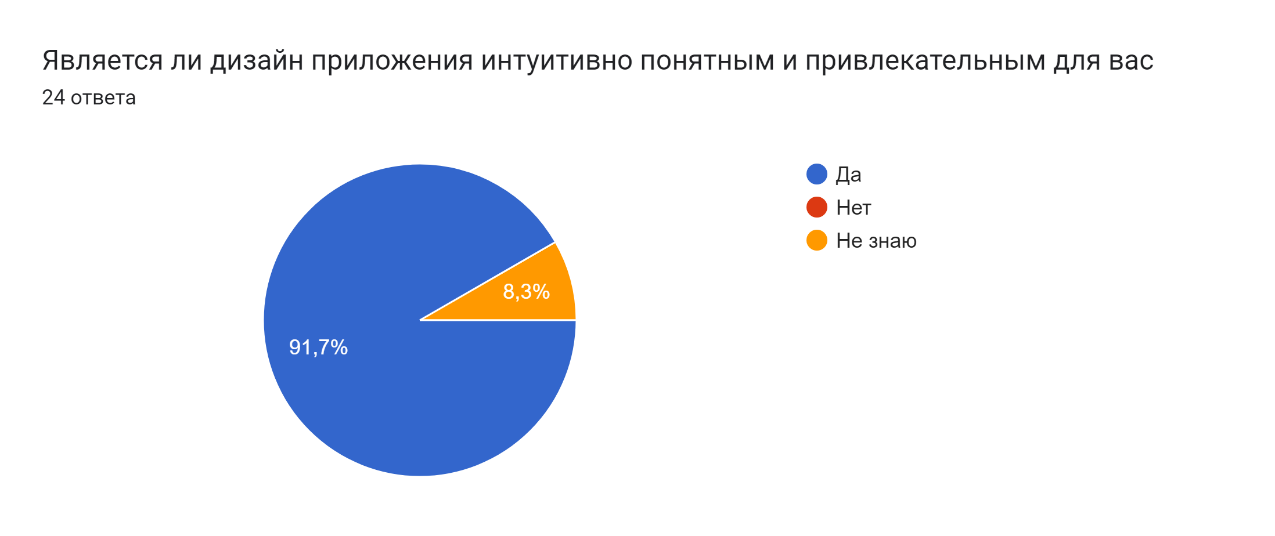 Является ли дизайн приложения интуитивно понятным и привлекательным для вас
24 ответа
Да
Нет
Не знаю
8,3%
91,7%